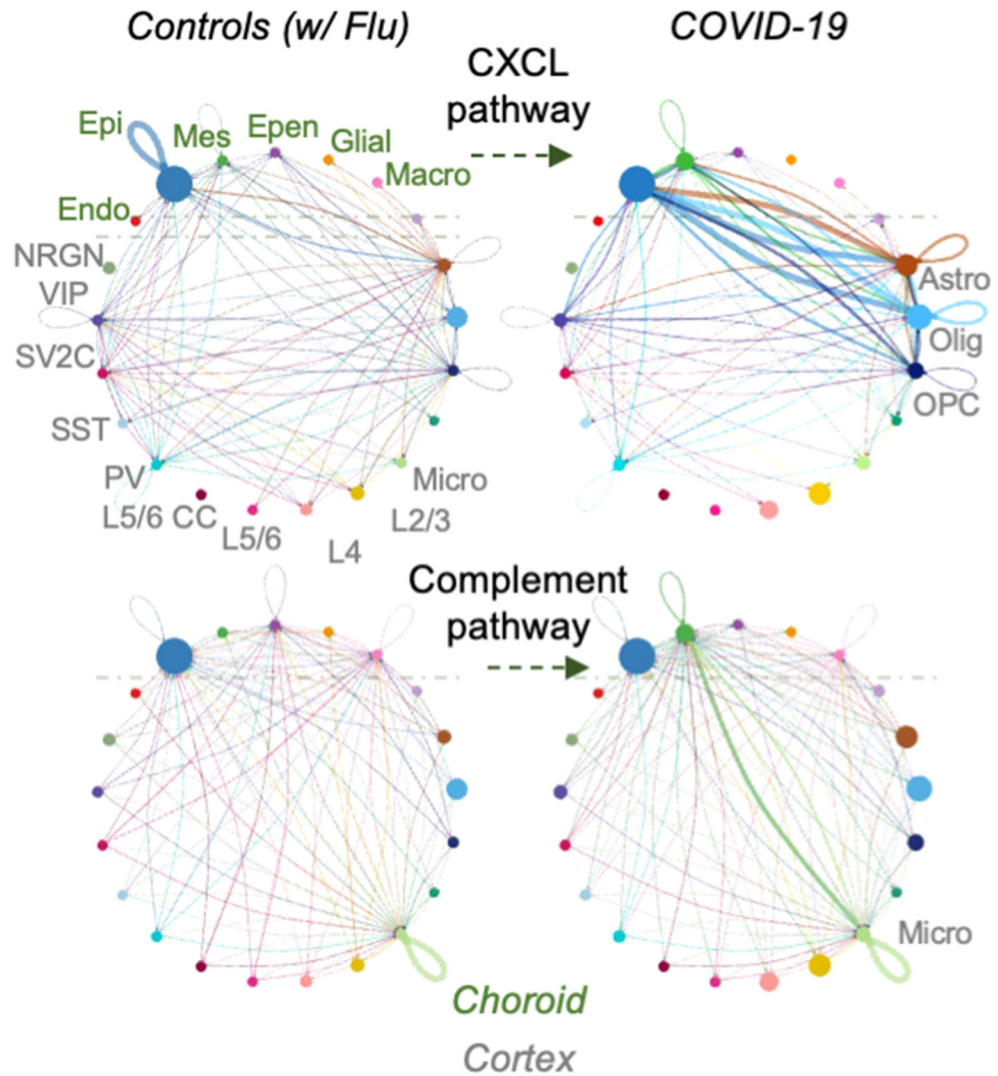 Controls (w/ Flu)
COVID-19
CXCL
pathway
Epi
Mes
Epen
Glial
Macro
Endo
NRGN
VIP
SV2C
SST
PV
L5/6 CC
L5/6
L4
L2/3
Micro
Astro
Olig
OPC
Complement
pathway
Micro
Choroid
Cortex